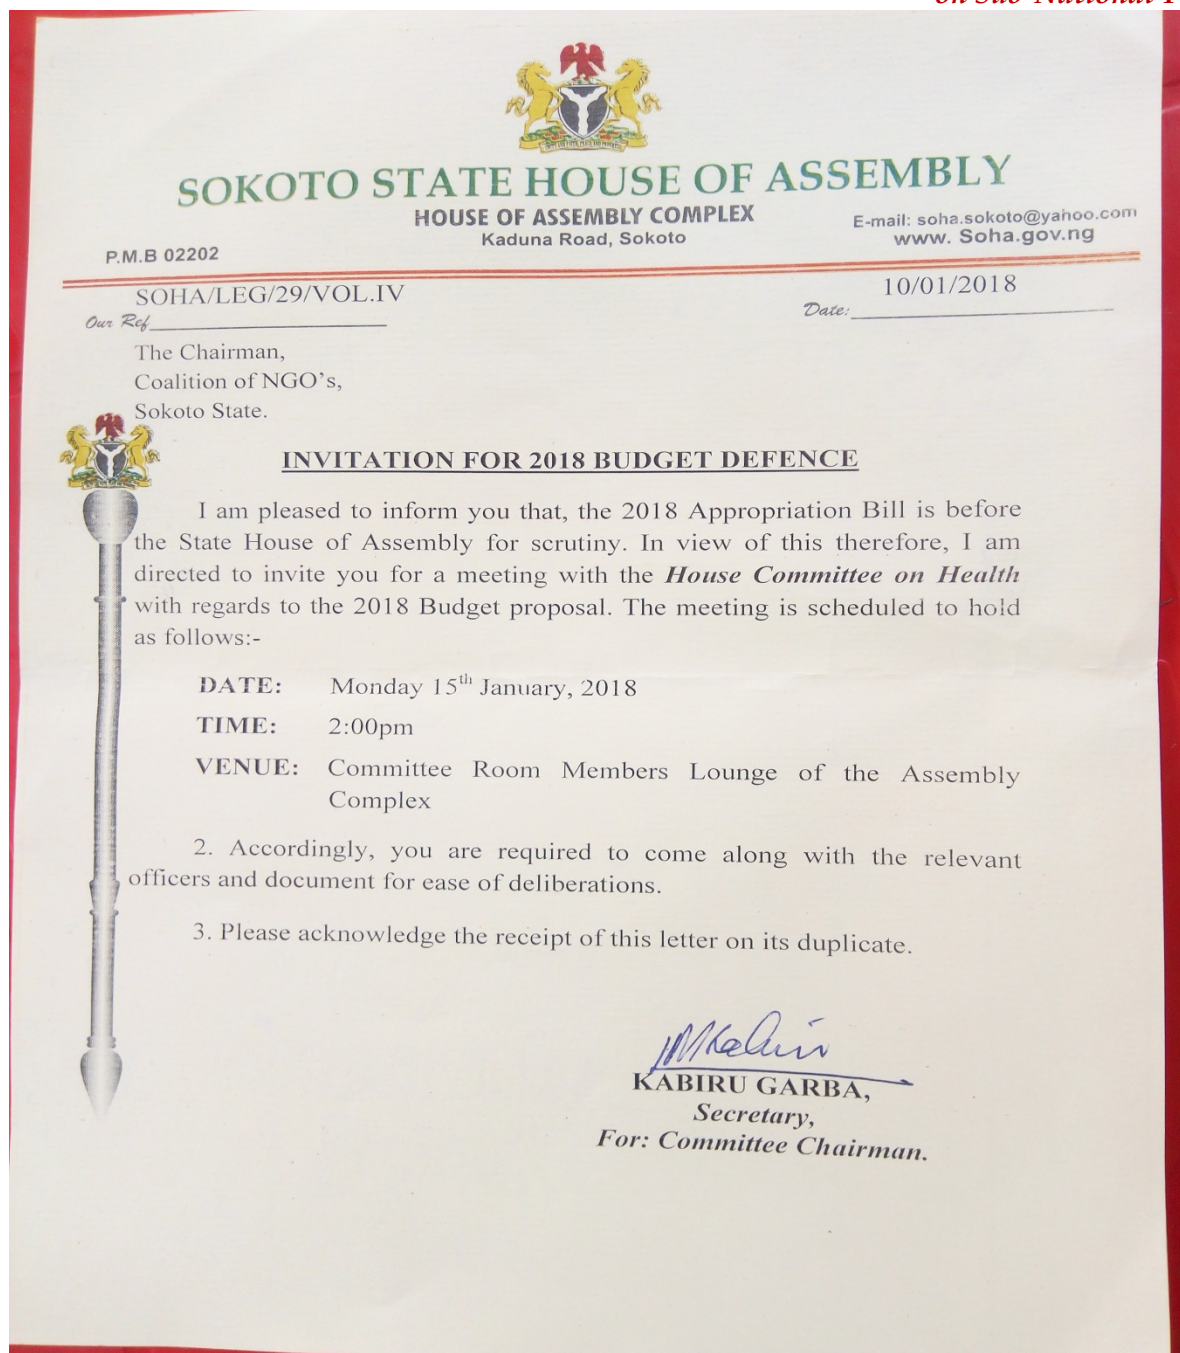 on Sub-National
SOKOTO STATE HOUSE OF ASSEMBLY
HOUSE OF ASSEMBLY COMPLEX
Kaduna Road, Sokoto
E-mail: soha.sokoto@yahoo.com
www. Soha.gov.ng
P.M.B 02202
SOHA/LEG/29/VOL.IV
Our Ref
10/01/2018
Date:
The Chairman,
Coalition of NGO's,
Sokoto State.
INVITATION FOR 2018 BUDGET DEFENCE
I am pleased to inform you that, the 2018 Appropriation Bill is before
the State House of Assembly for scrutiny. In view of this therefore, I am
directed to invite you for a meeting with the House Committee on Health
with regards to the 2018 Budget proposal. The meeting is scheduled to hold
as follows:-
DATE: Monday 15th January, 2018
TIME: 2:00pm
VENUE: Committee Room Members Lounge of the Assembly
Complex
2. Accordingly, you are required to come along with the relevant
officers and document for ease of deliberations.
3. Please acknowledge the receipt of this letter on its duplicate.
KABIRU GARBA,
Secretary,
For: Committee Chairman.